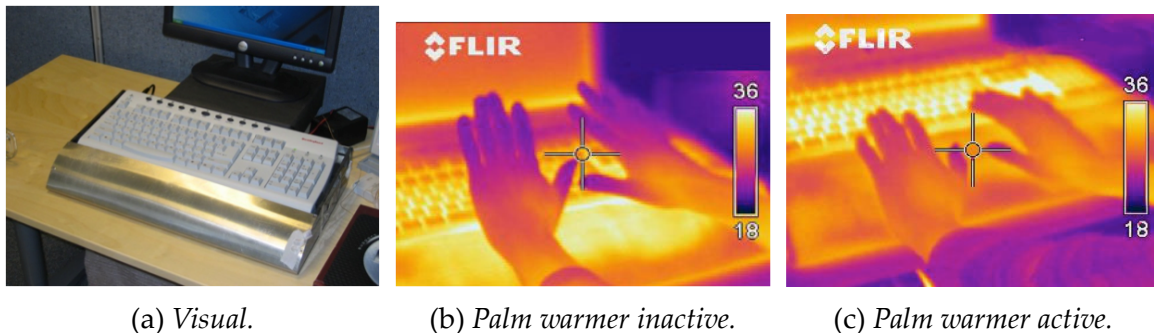 FLIR
36
18
FLIR
36
18
(a) Visual.
(b) Palm warmer inactive.
(c) Palm warmer active.